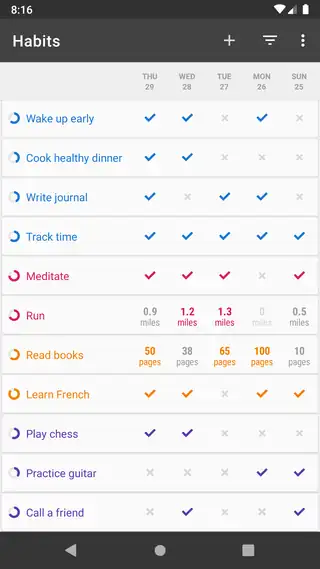 8:16
Habits
THU WED TUE MON SUN
29 28 27 26 25
Wake up early
Cook healthy dinner
Write journal
Track time
Meditate
Run 0.9 1.2 1.3 0 0.5
miles miles miles miles miles
Read books 50 38 65 100 10
pages pages pages pages pages
Learn French
Play chess
Practice guitar
Call a friend